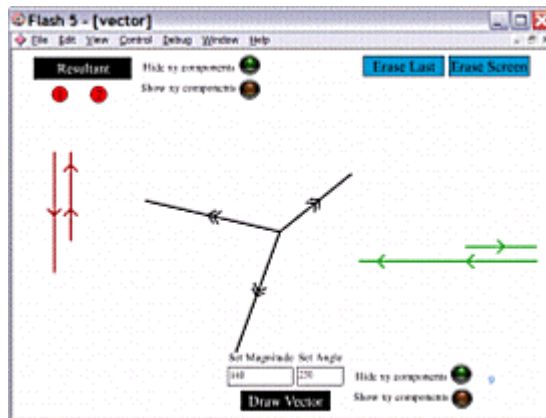 Flash 5 - [vector]
File Edit View Control Debug Window Help
Resultant
Hide xy components
Show xy components
Erase Last
Erase Screen
Set Magnitude Set Angle
140 250
Draw Vector
Hide xy components
Show xy components